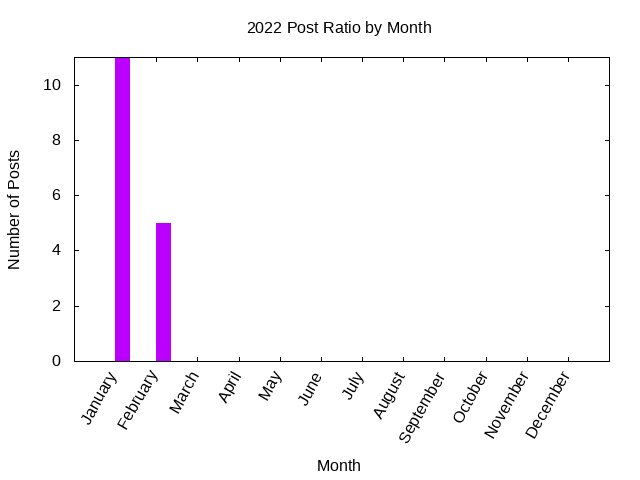 2022 Post Ratio by Month
Number of Posts
10
8
6
4
2
0
January
February
March
April
May
June
July
August
September
October
November
December
Month